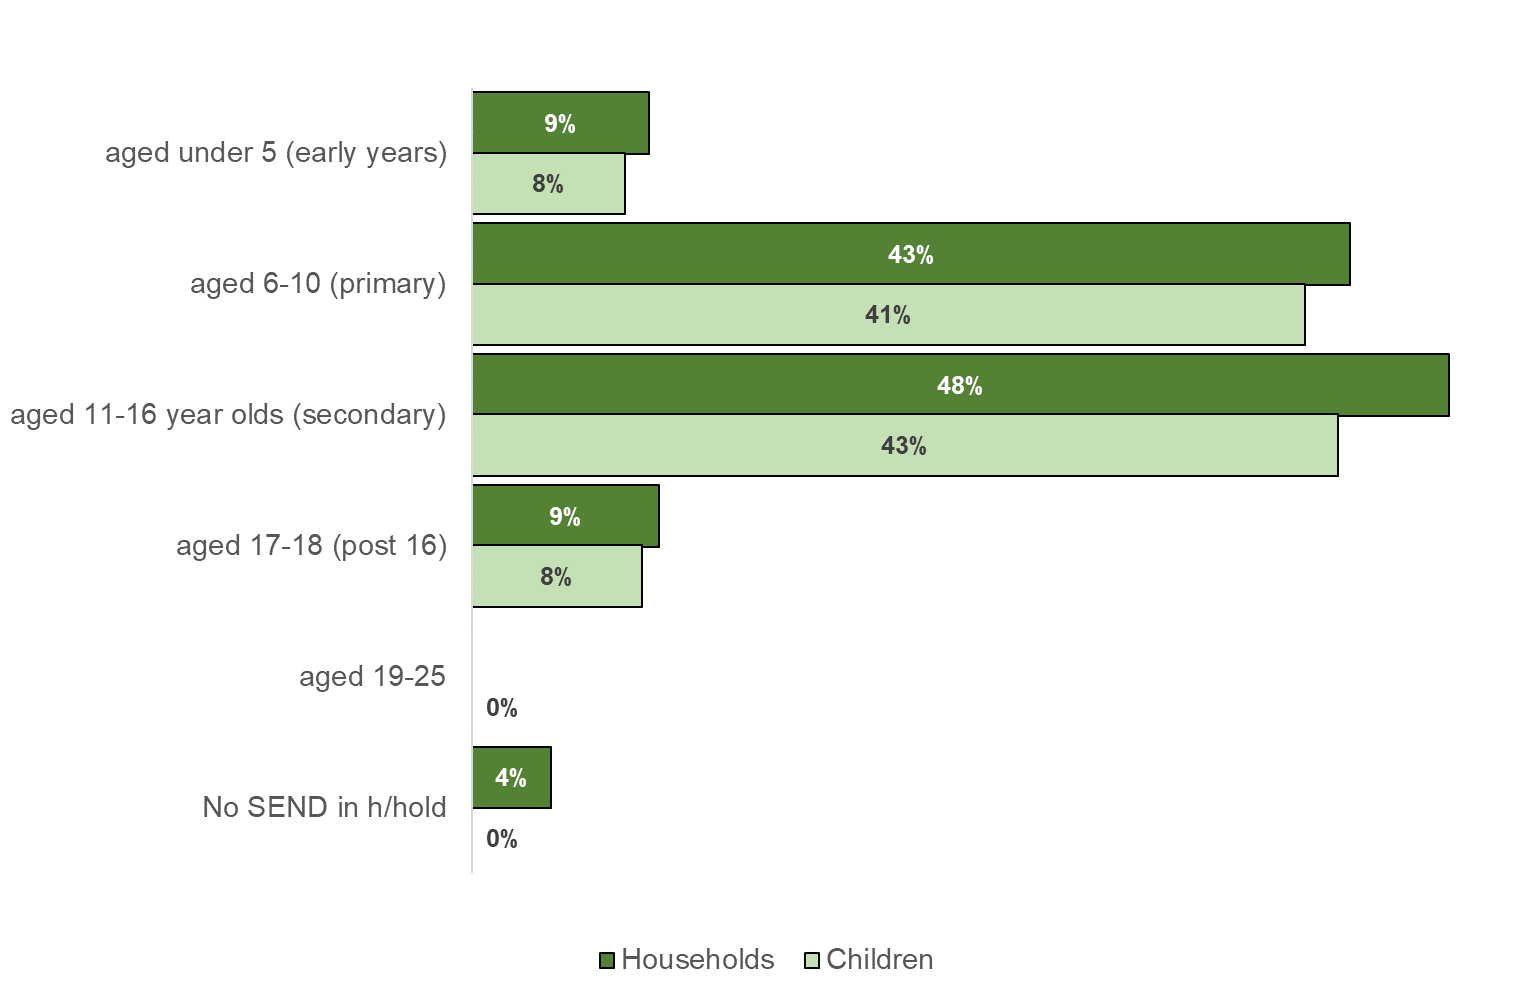 9%
aged under 5 (early years)
8%
43%
aged 6-10 (primary)
41%
48%
aged 11-16 year olds (secondary)
43%
9%
aged 17-18 (post 16)
8%
aged 19-25
0%
4%
No SEND in h/hold
0%
Households Children